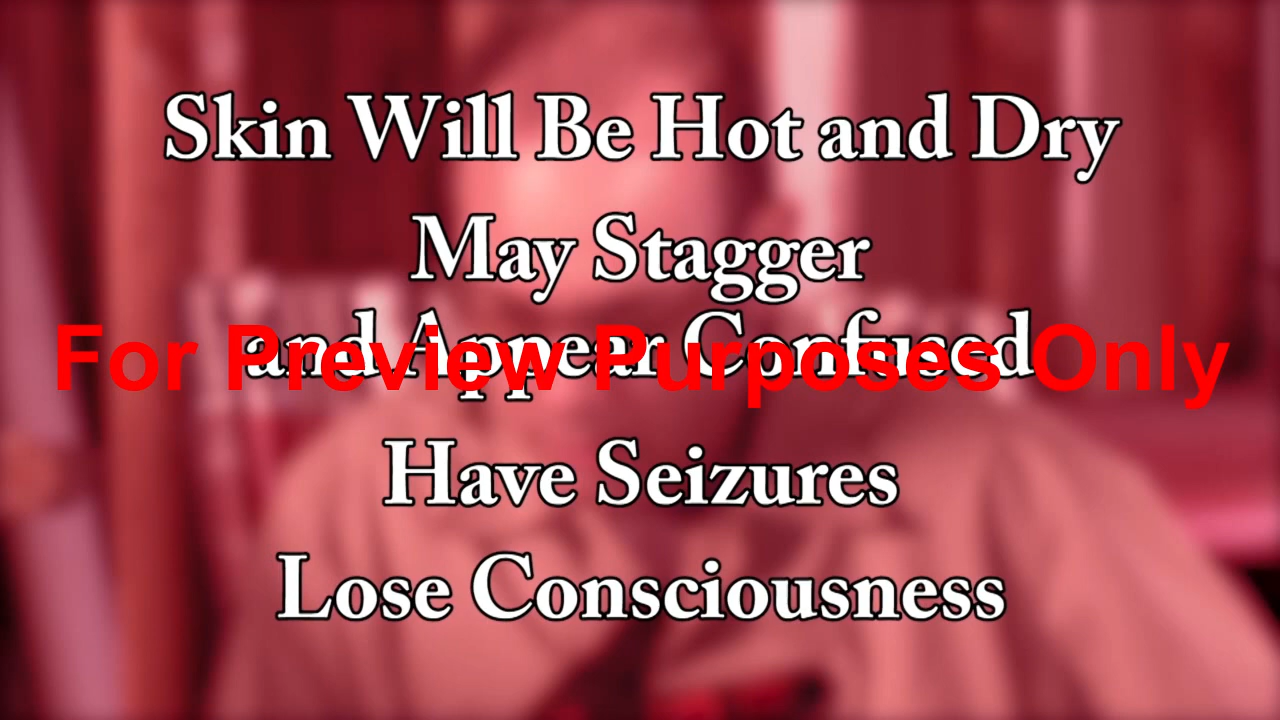 Skin Will Be Hot and Dry
May Stagger
and Appear Confused
For Preview Purposes Only
Have Seizures
Lose Consciousness